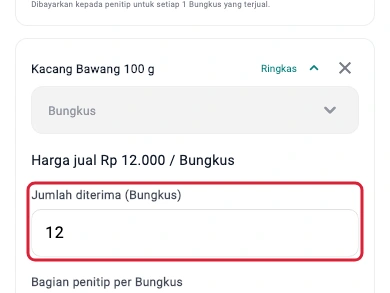 Dibayarkan kepada penitip untuk setiap 1 Bungkus yang terjual.
Kacang Bawang 100 g
Ringkas
Bungkus
Harga jual Rp 12.000 / Bungkus
Jumlah diterima (Bungkus)
12
Bagian penitip per Bungkus